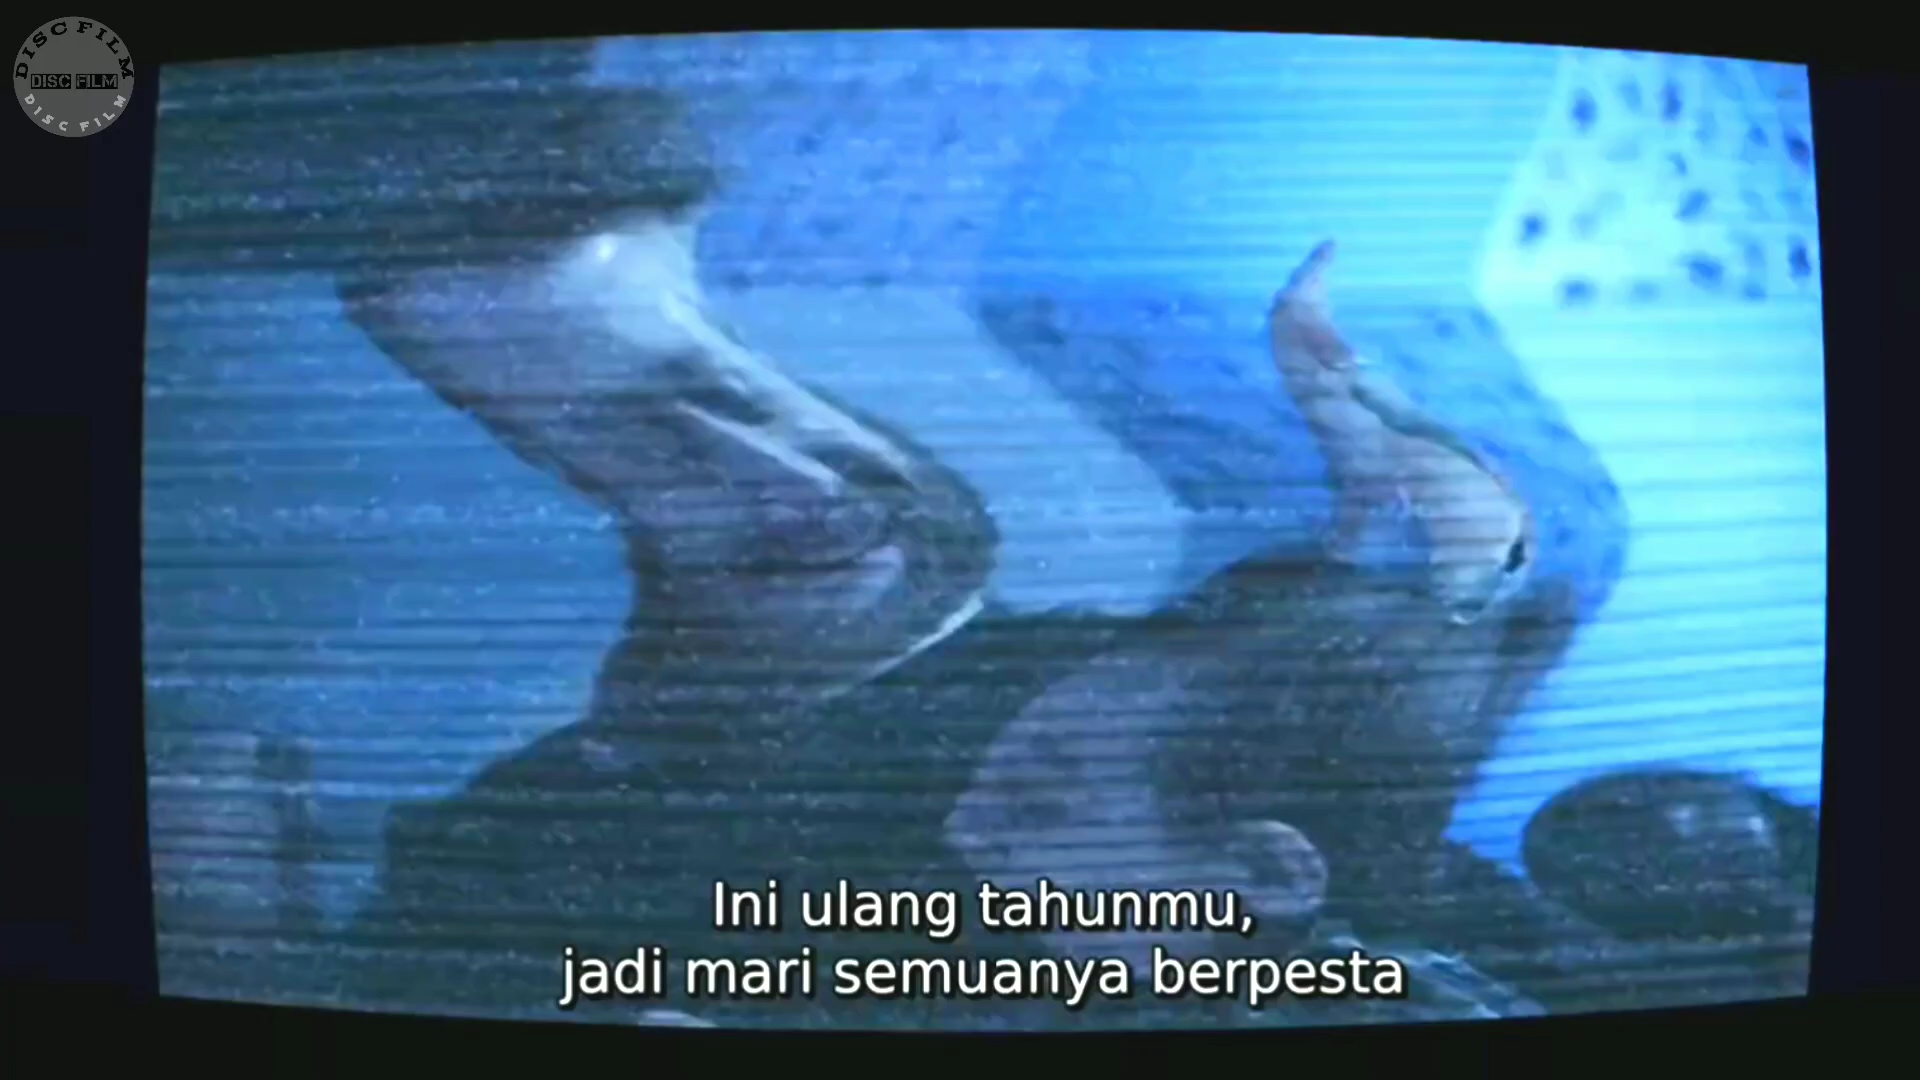 DISC FILM
DISC FILM
DISC FILM
Ini ulang tahunmu,
jadi mari semuanya berpesta